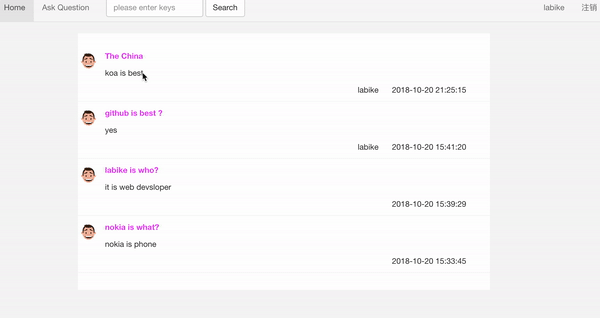 Home Ask Question please enter keys Search labike 注销
The China
koa is best
labike 2018-10-20 21:25:15
github is best ?
yes
labike 2018-10-20 15:41:20
labike is who?
it is web devsloper
2018-10-20 15:39:29
nokia is what?
nokia is phone
2018-10-20 15:33:45